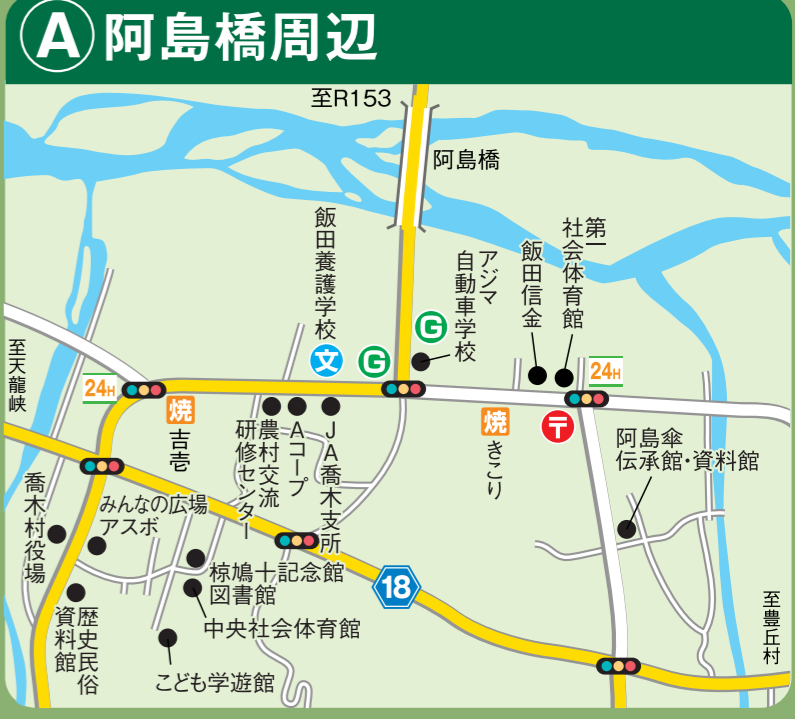 A 阿島橋周辺
至R153
阿島橋
飯田養護学校
文
G
G
アジマ
自動車学校
飯田信金
第一
社会体育館
24H
24H
至天龍峡
焼
吉壱
農村交流
研修センター
Aコープ
JA喬木支所
焼
きこり
〒
阿島傘
伝承館・資料館
喬木村役場
みんなの広場
アスボ
椋鳩十記念館
図書館
中央社会体育館
18
歴史民俗
資料館
こども学遊館
至豊丘村